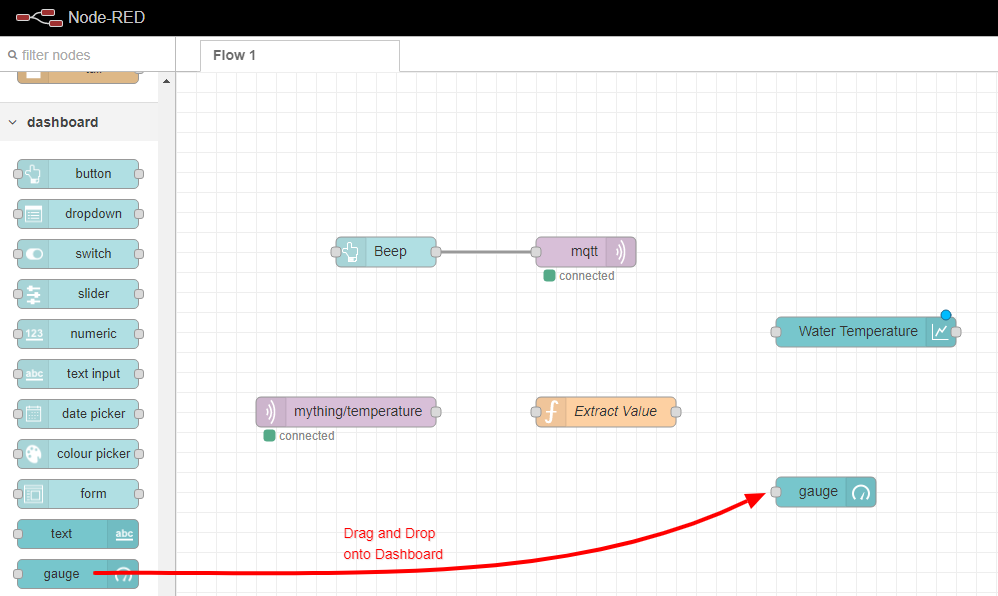 Node-RED
filter nodes
Flow 1
dashboard
button
dropdown
switch
slider
123 numeric
abc text input
date picker
colour picker
form
text abc
gauge
Beep
mqtt
connected
Water Temperature
mything/temperature
connected
Extract Value
gauge
Drag and Drop
onto Dashboard